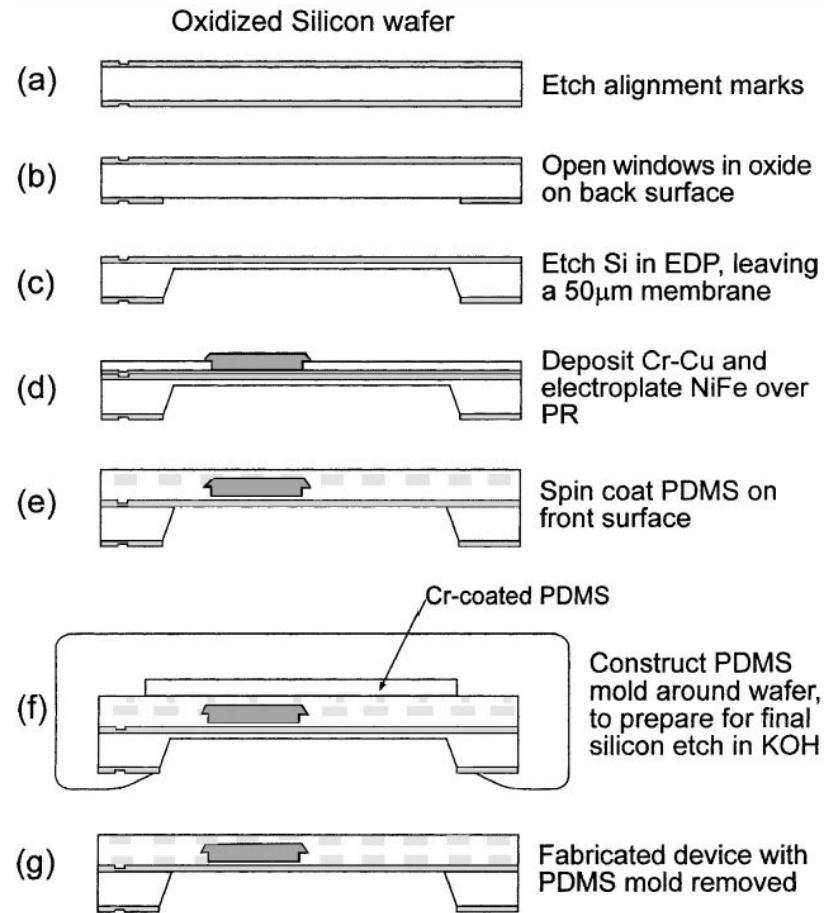 Oxidized Silicon wafer
(a)
Etch alignment marks
(b)
Open windows in oxide
on back surface
(c)
Etch Si in EDP, leaving
a 50μm membrane
(d)
Deposit Cr-Cu and
electroplate NiFe over
PR
(e)
Spin coat PDMS on
front surface
Cr-coated PDMS
(f)
Construct PDMS
mold around wafer,
to prepare for final
silicon etch in KOH
(g)
Fabricated device with
PDMS mold removed